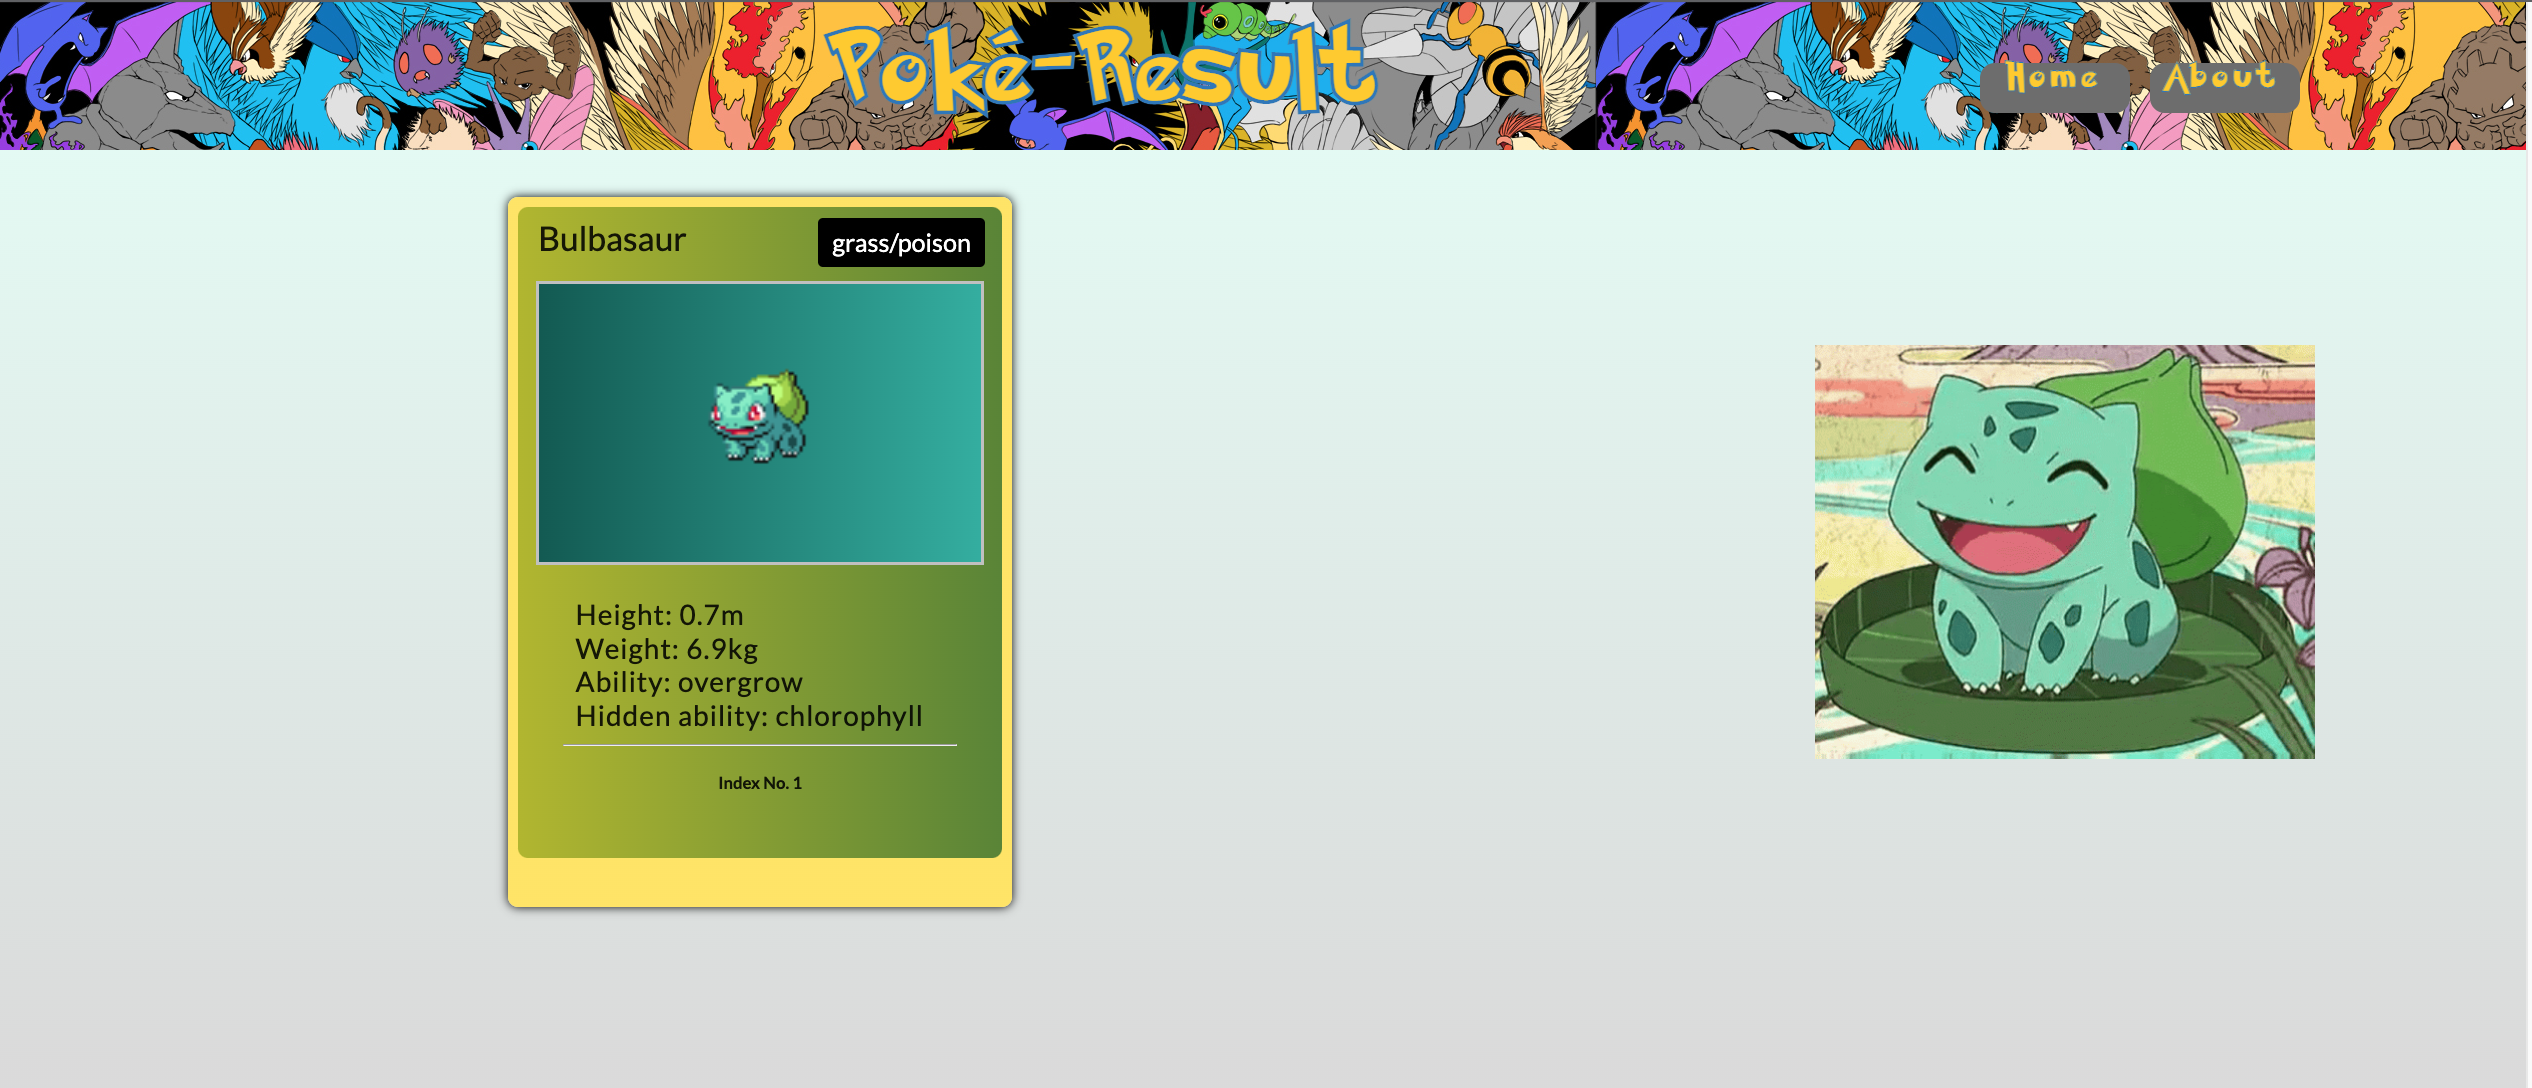 Poké-Result
Home
About
Bulbasaur
grass/poison
Height: 0.7m
Weight: 6.9kg
Ability: overgrow
Hidden ability: chlorophyll
Index No. 1